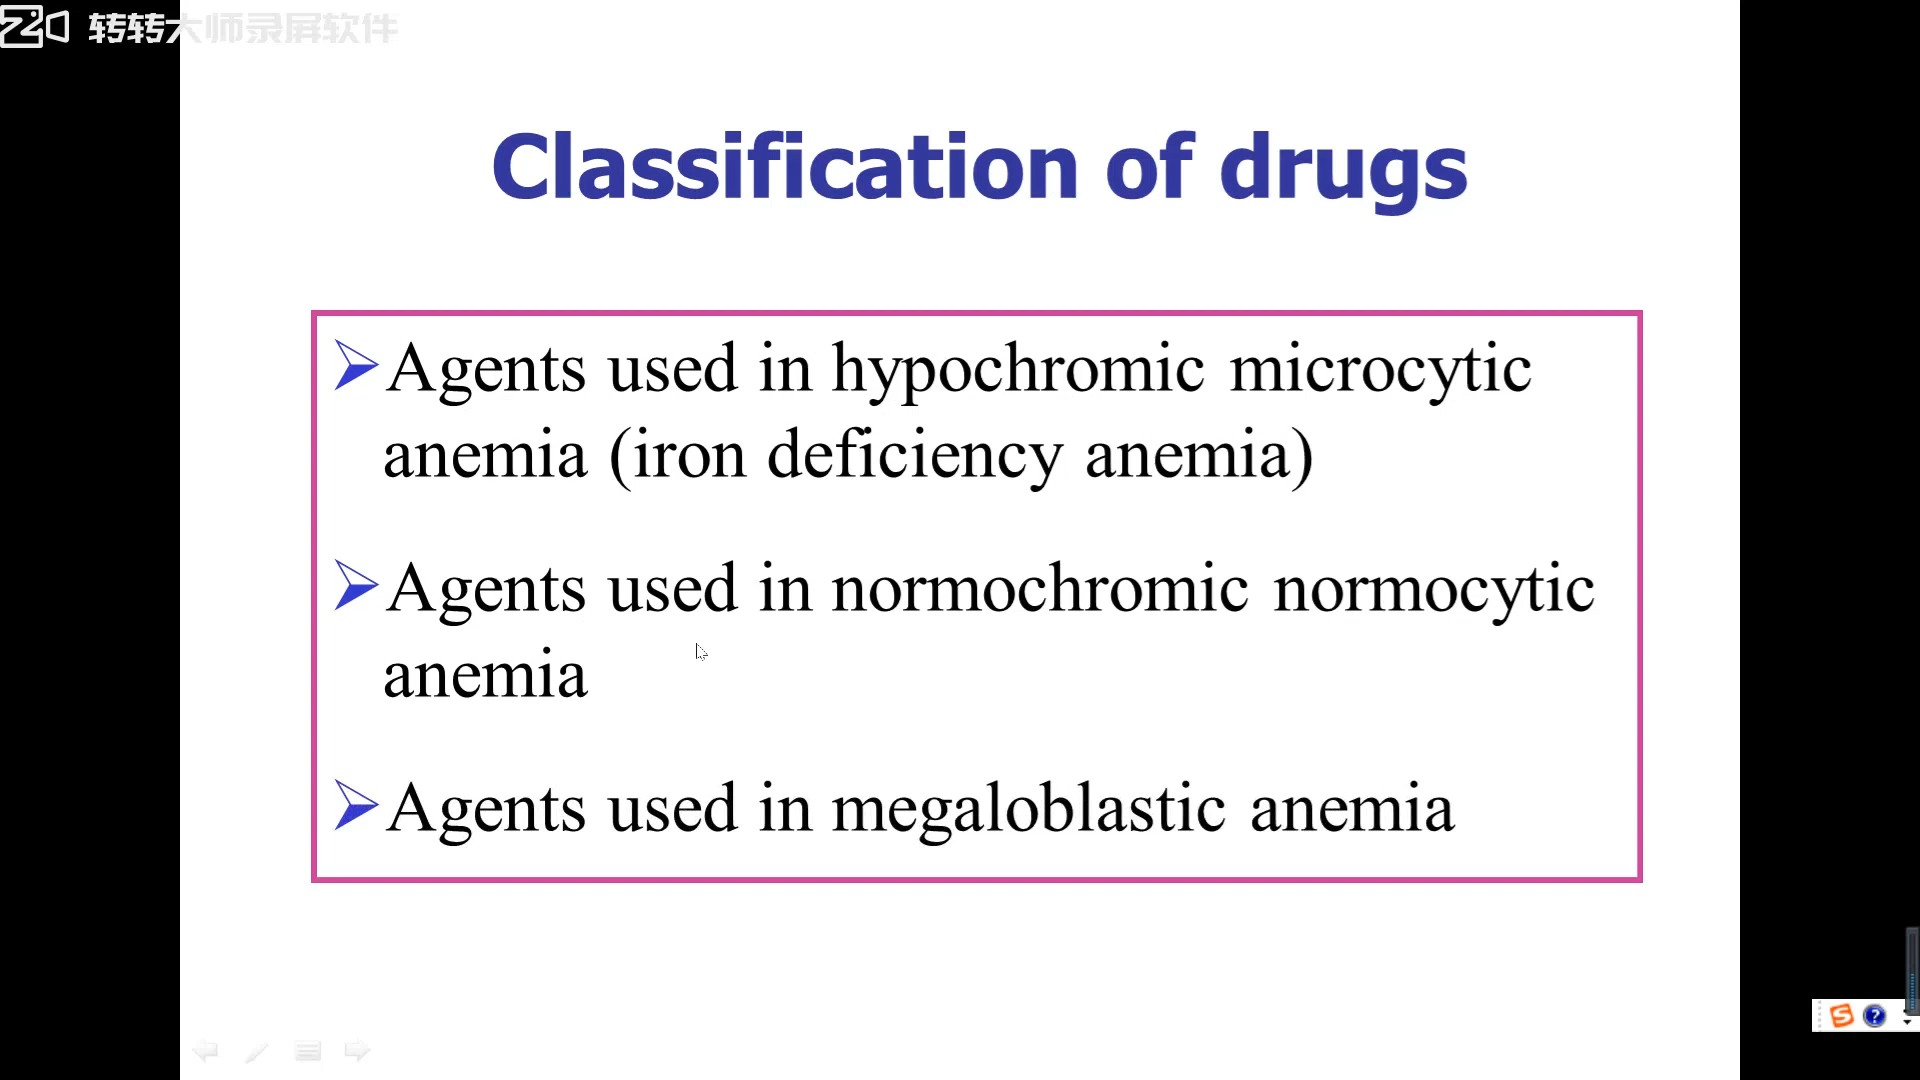 转转大师录屏软件
Classification of drugs
Agents used in hypochromic microcytic
anemia (iron deficiency anemia)
Agents used in normochromic normocytic
anemia
Agents used in megaloblastic anemia